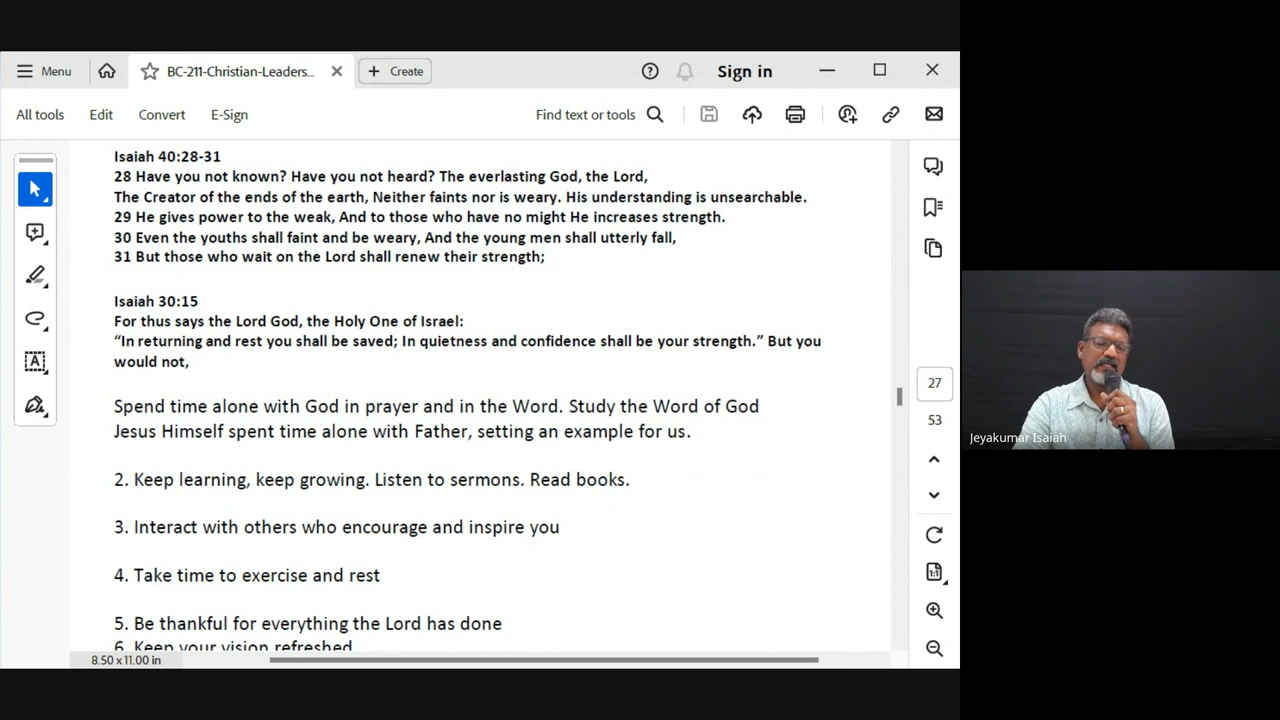 Menu
BC-211-Christian-Leaders...
Create
Sign in
All tools
Edit
Convert
E-Sign
Find text or tools
Isaiah 40:28-31
28 Have you not known? Have you not heard? The everlasting God, the Lord,
The Creator of the ends of the earth, Neither faints nor is weary. His understanding is unsearchable.
29 He gives power to the weak, And to those who have no might He increases strength.
30 Even the youths shall faint and be weary, And the young men shall utterly fall,
31 But those who wait on the Lord shall renew their strength;
Isaiah 30:15
For thus says the Lord God, the Holy One of Israel:
“In returning and rest you shall be saved; In quietness and confidence shall be your strength.” But you
would not,
Spend time alone with God in prayer and in the Word. Study the Word of God
Jesus Himself spent time alone with Father, setting an example for us.
2. Keep learning, keep growing. Listen to sermons. Read books.
3. Interact with others who encourage and inspire you
4. Take time to exercise and rest
5. Be thankful for everything the Lord has done
6. Keep your vision refreshed
8.50 x 11.00 in
27
53
1:1
Jeyakumar Isaiah